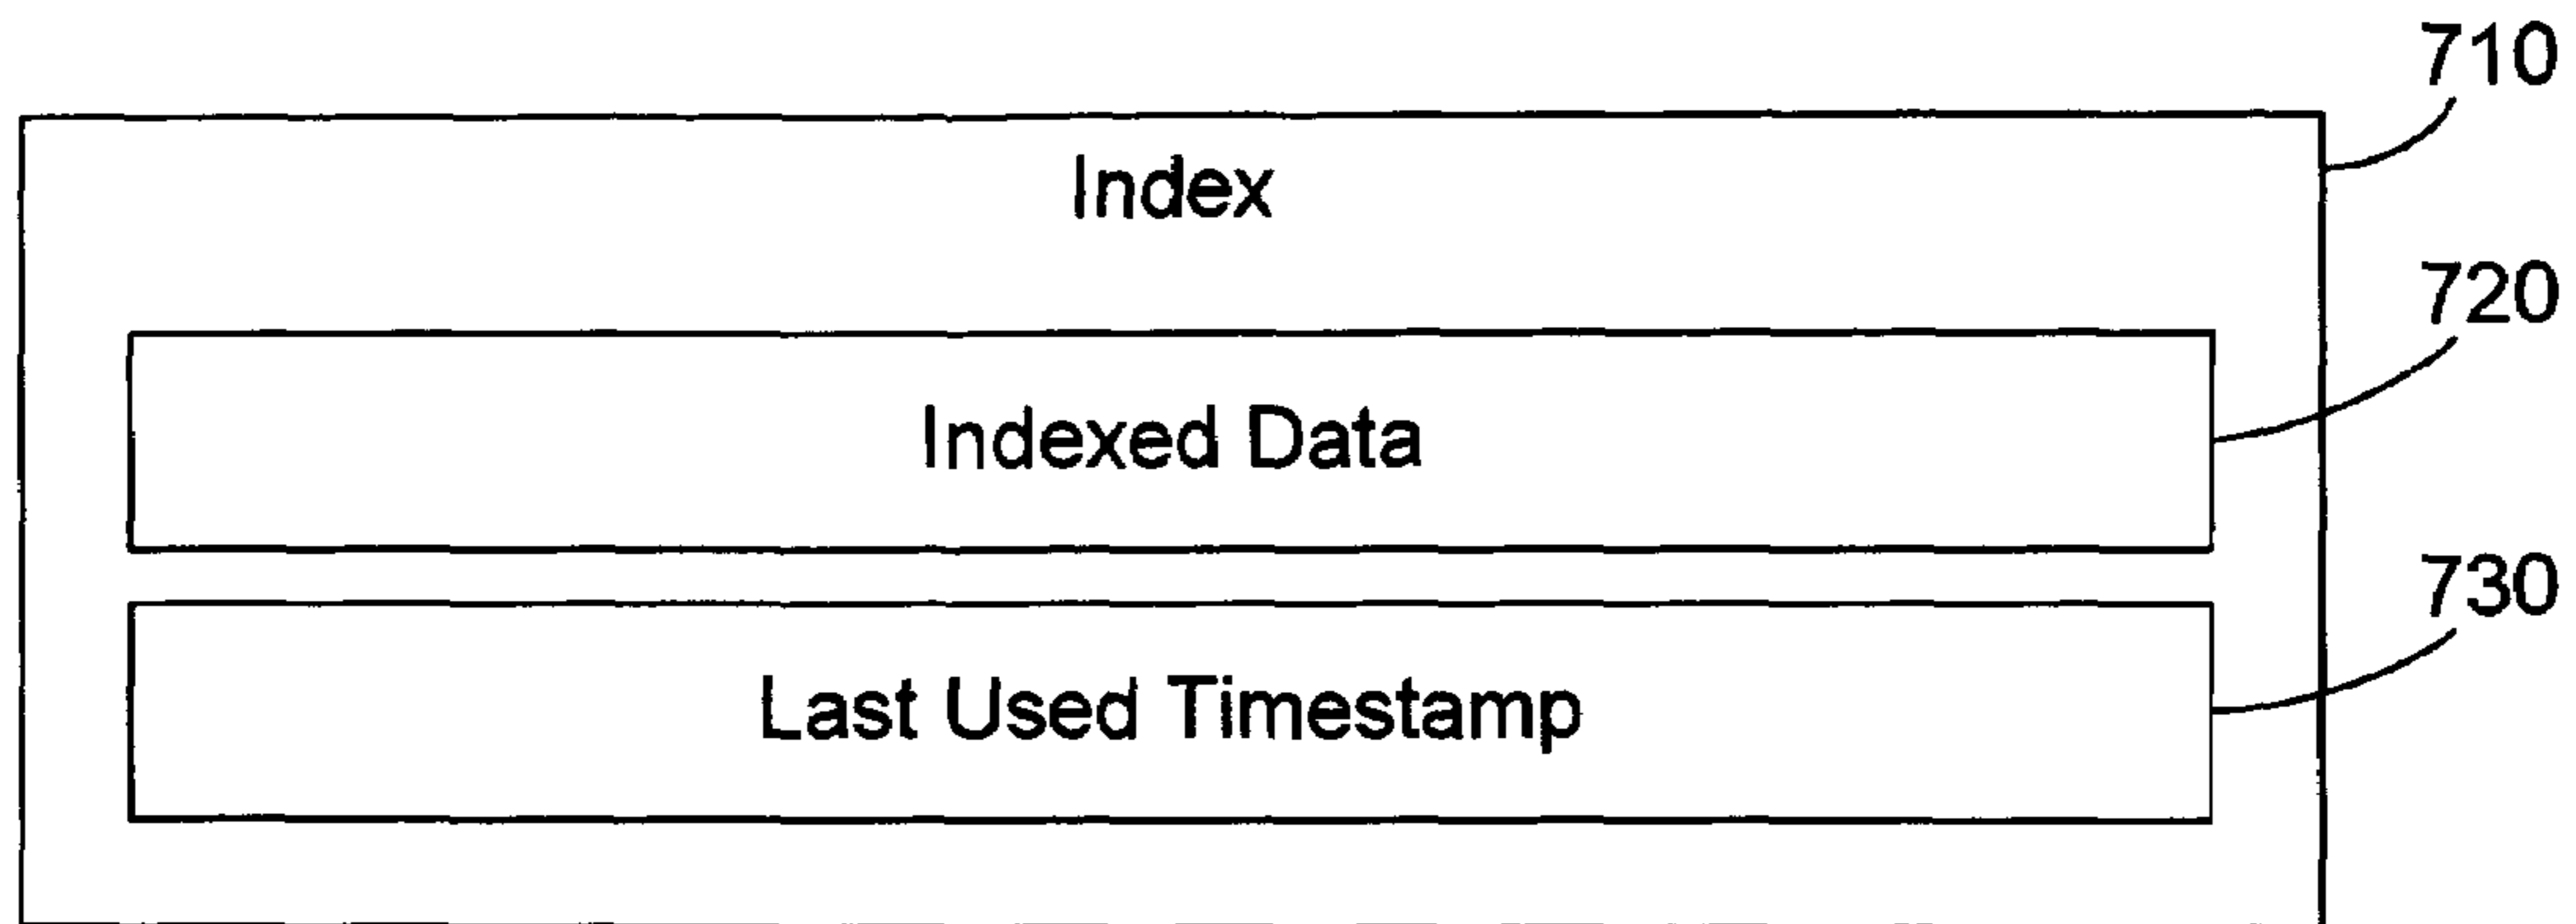 710
Index
720
Indexed Data
730
Last Used Timestamp